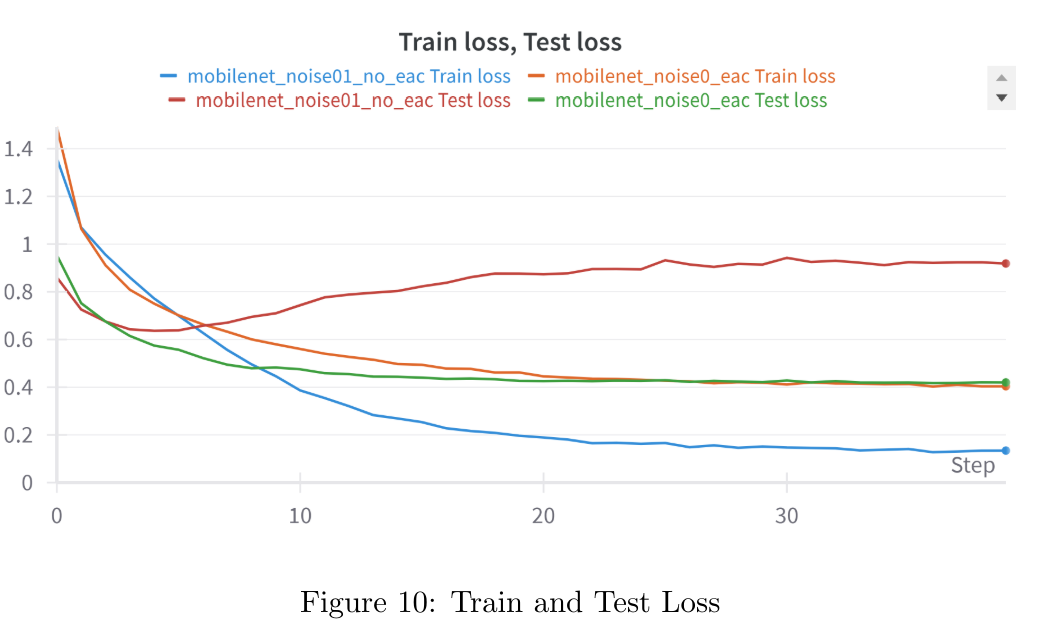 Train loss, Test loss
mobilenet_noise01_no_eac Train loss mobilenet_noise0_eac Train loss
mobilenet_noise01_no_eac Test loss mobilenet_noise0_eac Test loss
1.4
1.2
1
0.8
0.6
0.4
0.2
0
Step
0 10 20 30
Figure 10: Train and Test Loss